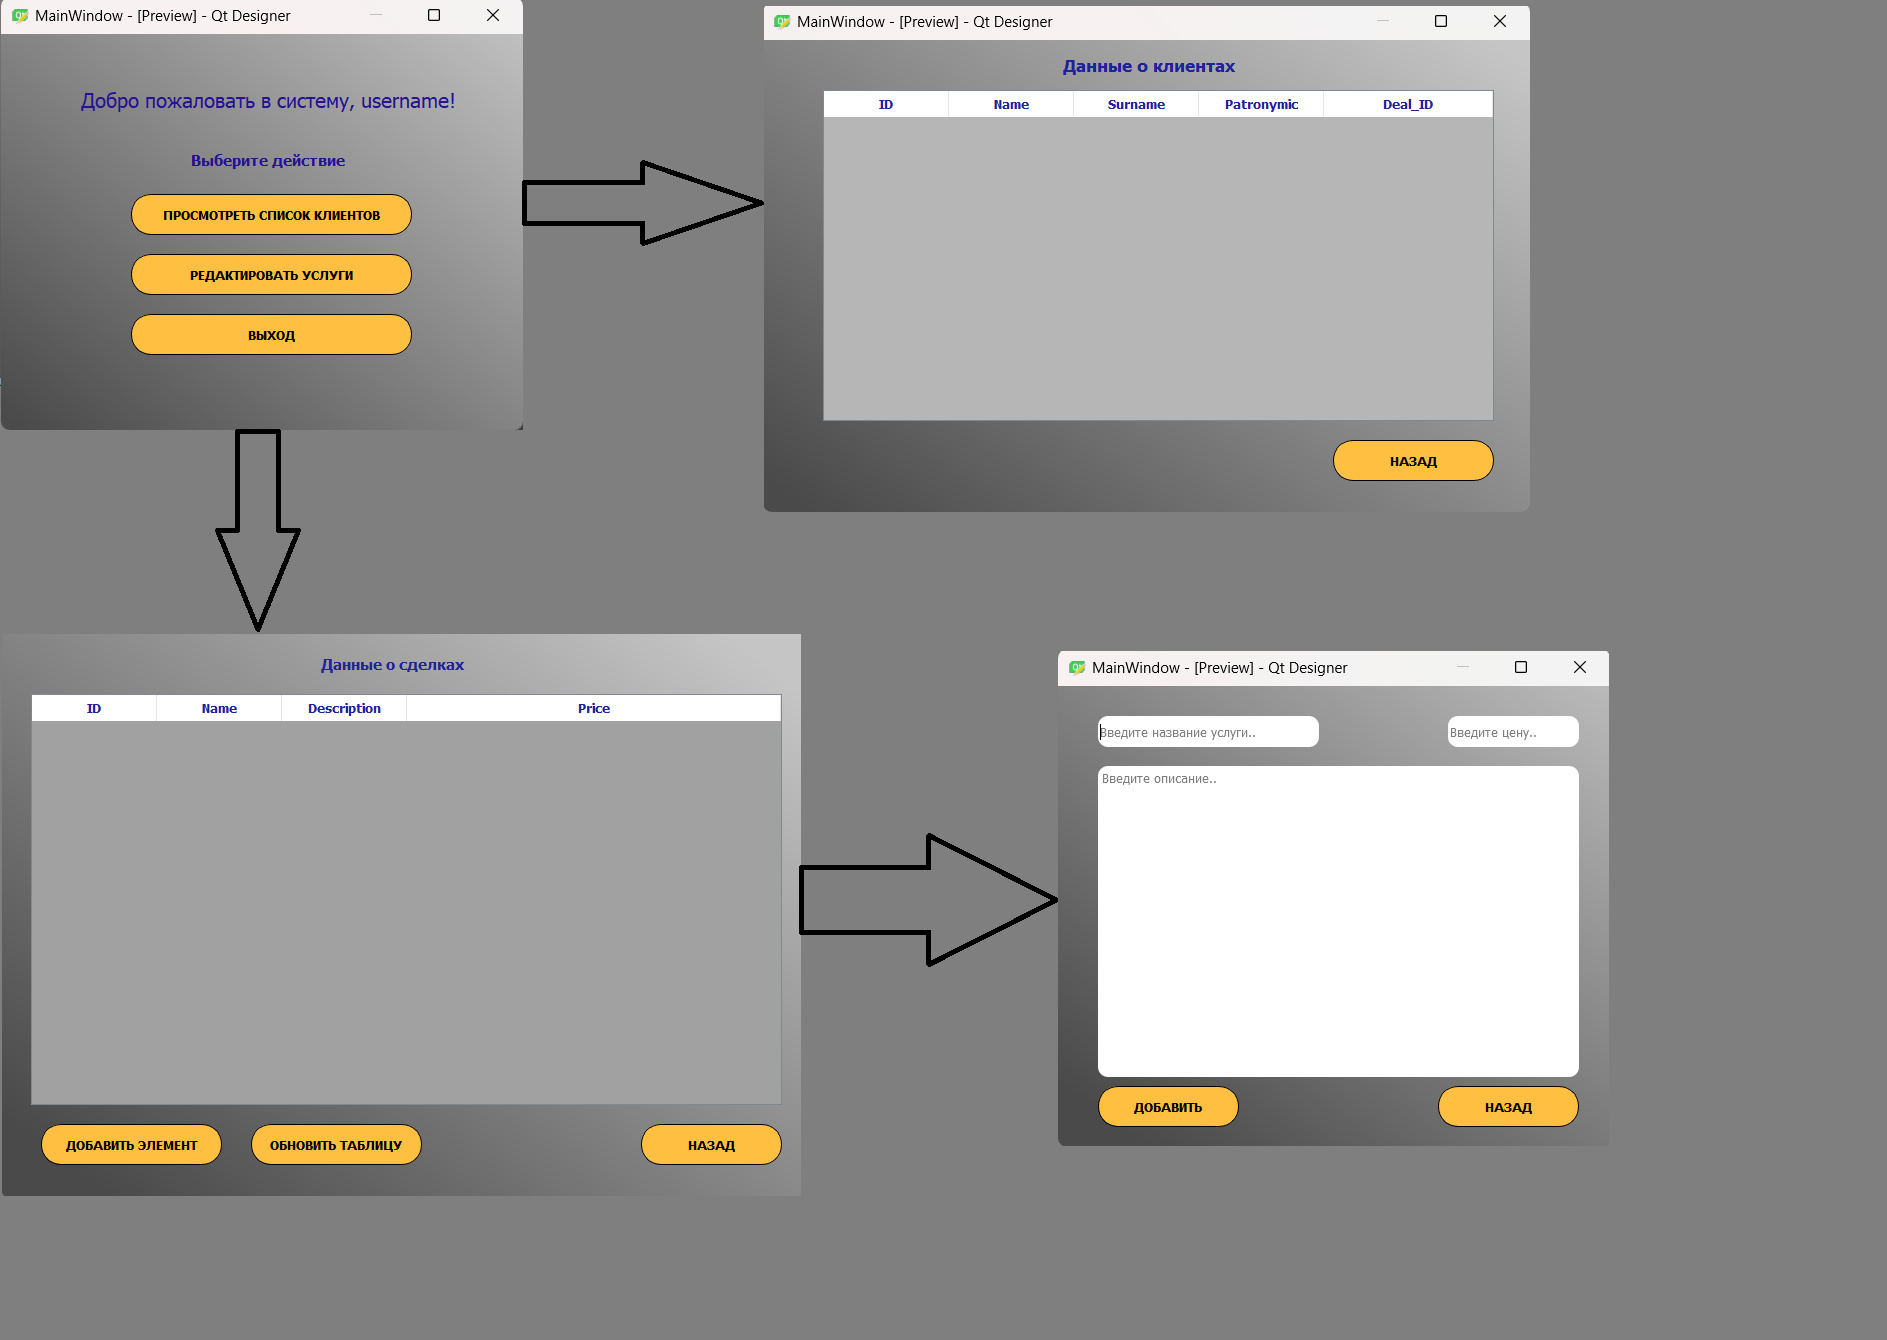 MainWindow - [Preview] - Qt Designer
Добро пожаловать в систему, username!
Выберите действие
ПРОСМОТРЕТЬ СПИСОК КЛИЕНТОВ
РЕДАКТИРОВАТЬ УСЛУГИ
ВЫХОД
MainWindow - [Preview] - Qt Designer
Данные о клиентах
ID Name Surname Patronymic Deal_ID
НАЗАД
Данные о сделках
ID Name Description Price
ДОБАВИТЬ ЭЛЕМЕНТ ОБНОВИТЬ ТАБЛИЦУ НАЗАД
MainWindow - [Preview] - Qt Designer
Введите название услуги.. Введите цену..
Введите описание..
ДОБАВИТЬ НАЗАД